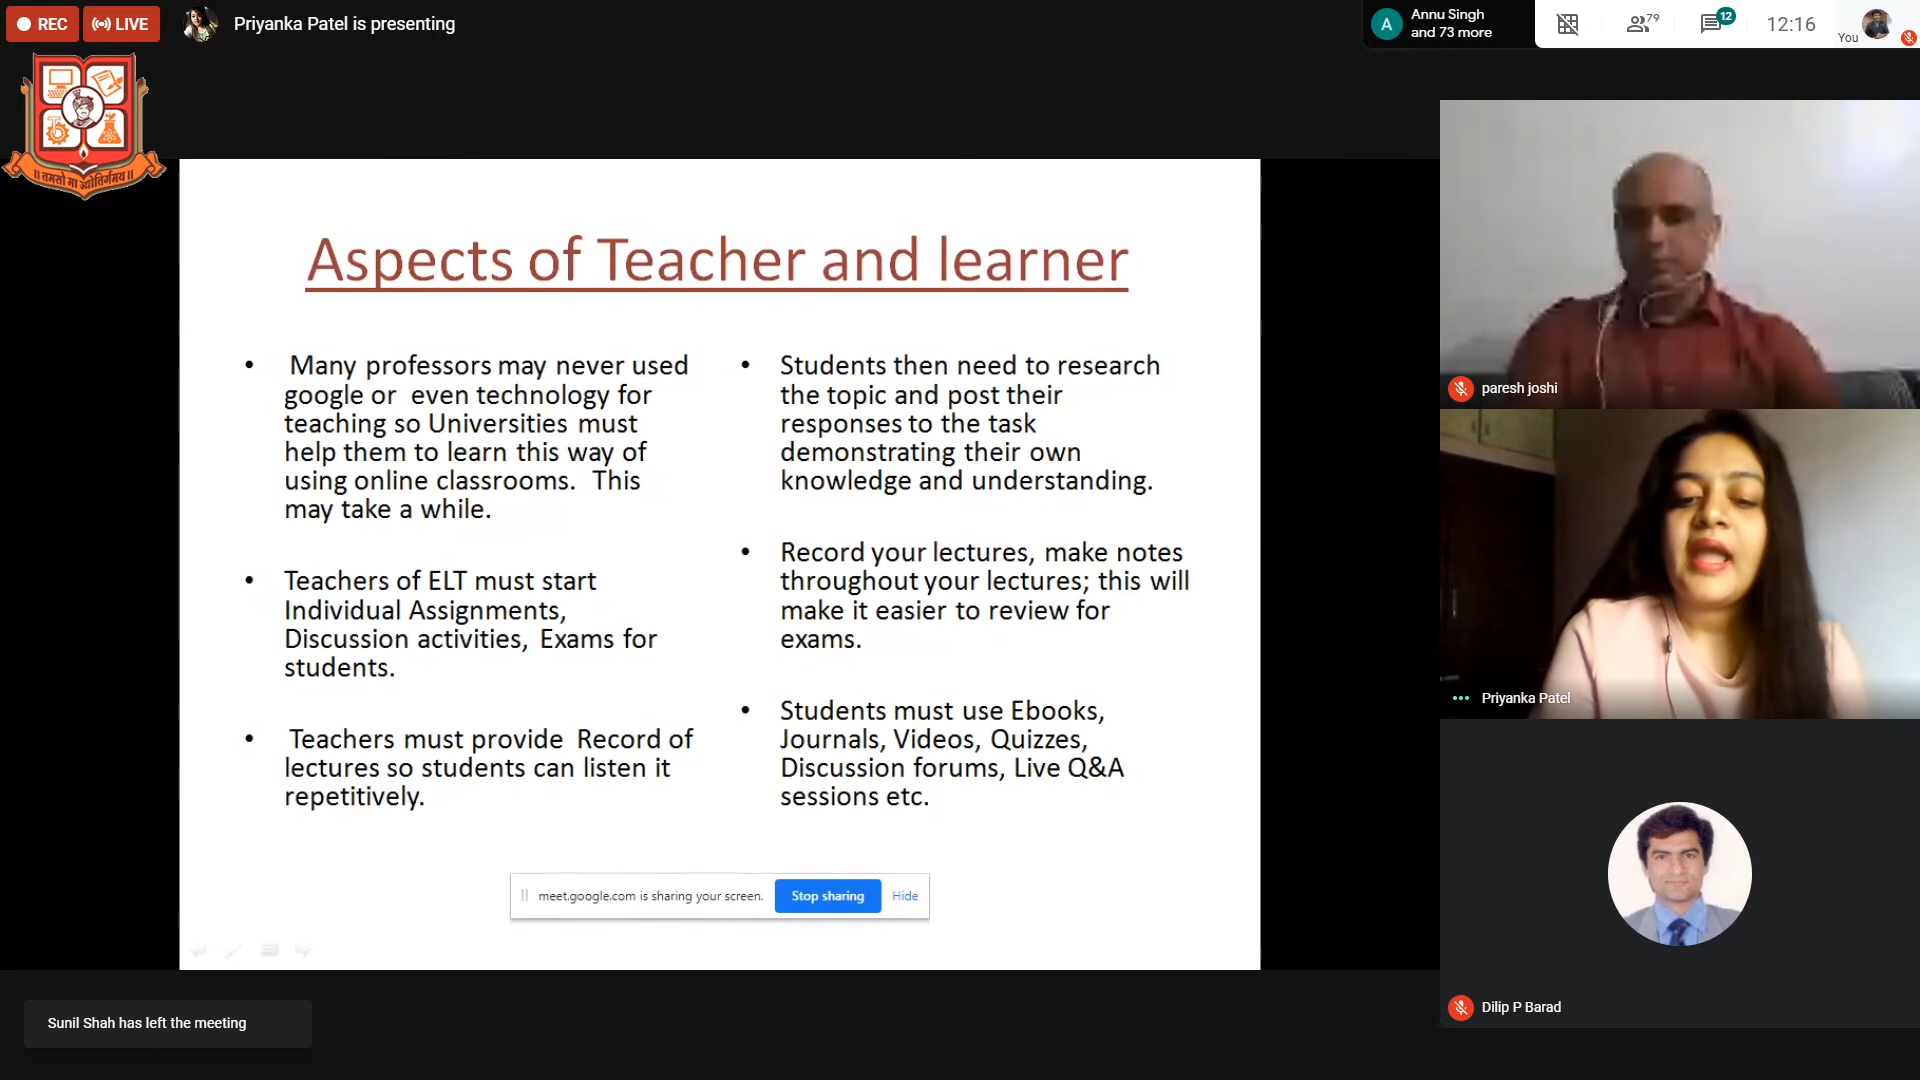 REC
LIVE
Priyanka Patel is presenting
A
Annu Singh
and 73 more
79
12
12:16
You
॥ तमसो मा ज्योतिर्गमय ॥
Aspects of Teacher and learner
• Many professors may never used
google or even technology for
teaching so Universities must
help them to learn this way of
using online classrooms. This
may take a while.
• Teachers of ELT must start
Individual Assignments,
Discussion activities, Exams for
students.
• Teachers must provide Record of
lectures so students can listen it
repetitively.
• Students then need to research
the topic and post their
responses to the task
demonstrating their own
knowledge and understanding.
• Record your lectures, make notes
throughout your lectures; this will
make it easier to review for
exams.
• Students must use Ebooks,
Journals, Videos, Quizzes,
Discussion forums, Live Q&A
sessions etc.
meet.google.com is sharing your screen.
Stop sharing
Hide
paresh joshi
Priyanka Patel
Dilip P Barad
Sunil Shah has left the meeting